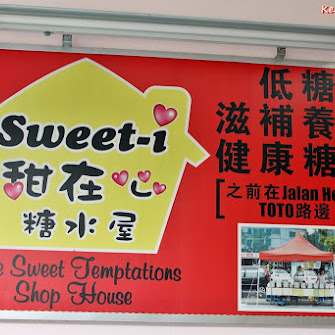 Sweet-i
甜在心
糖水屋
Sweet Temptations
Shop House
低糖
滋補養
健康糖
[之前在Jalan
TOTO路邊